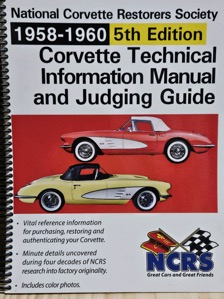 National Corvette Restorers Society
1958-1960 5th Edition
Corvette Technical
Information Manual
and Judging Guide
• Vital reference information
for purchasing, restoring and
authenticating your Corvette.
• Minute details uncovered
during four decades of NCRS
research into factory originality.
• Includes color photos.
NCRS
Great Cars and Great Friends